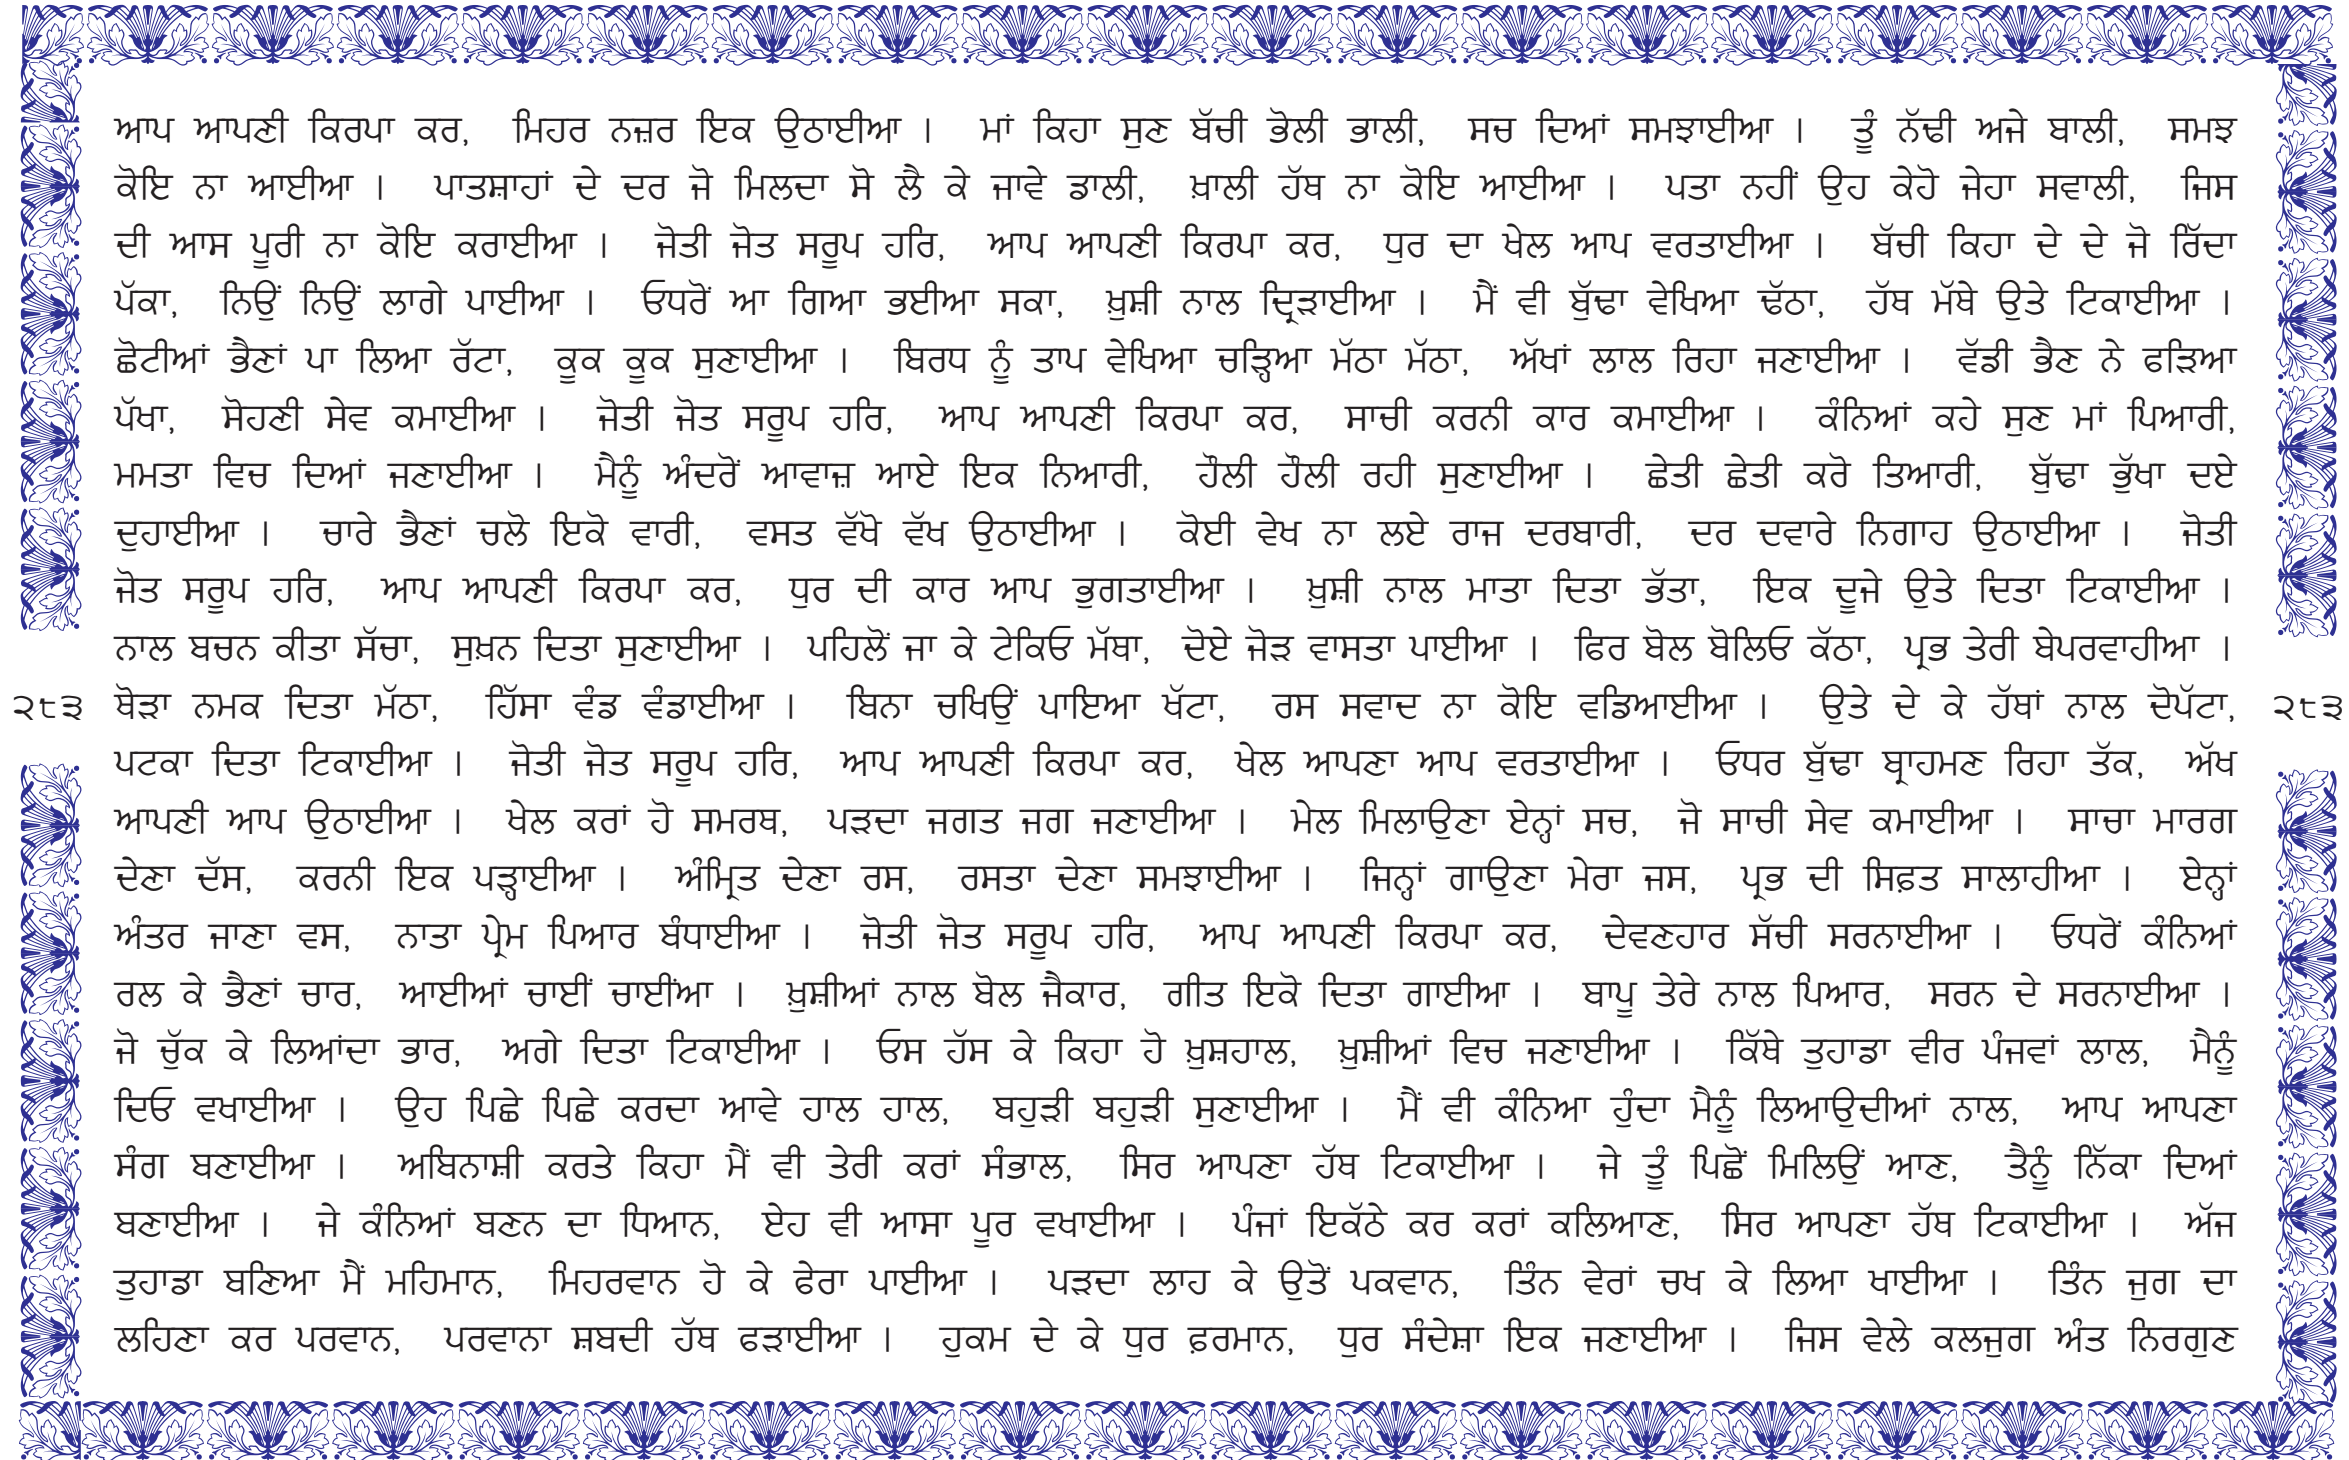 ਆਪ ਆਪਣੀ ਕਿਰਪਾ ਕਰ, ਮਿਹਰ ਨਜ਼ਰ ਇਕ ਉਠਾਈਆ । ਮਾਂ ਕਿਹਾ ਸੁਣ ਬੱਚੀ ਭੋਲੀ ਭਾਲੀ, ਸਚ ਦਿਆਂ ਸਮਝਾਈਆ । ਤੂੰ ਨੱਢੀ ਅਜੇ ਬਾਲੀ, ਸਮਝ
ਕੋਇ ਨਾ ਆਈਆ । ਪਾਤਸ਼ਾਹਾਂ ਦੇ ਦਰ ਜੋ ਮਿਲਦਾ ਸੋ ਲੈ ਕੇ ਜਾਵੇ ਡਾਲੀ, ਖ਼ਾਲੀ ਹੱਥ ਨਾ ਕੋਇ ਆਈਆ । ਪਤਾ ਨਹੀਂ ਉਹ ਕੇਹੋ ਜੇਹਾ ਸਵਾਲੀ, ਜਿਸ
ਦੀ ਆਸ ਪੂਰੀ ਨਾ ਕੋਇ ਕਰਾਈਆ । ਜੋਤੀ ਜੋਤ ਸਰੂਪ ਹਰਿ, ਆਪ ਆਪਣੀ ਕਿਰਪਾ ਕਰ, ਧੁਰ ਦਾ ਖੇਲ ਆਪ ਵਰਤਾਈਆ । ਬੱਚੀ ਕਿਹਾ ਦੇ ਦੇ ਜੋ ਰਿੱਦਾ
ਪੱਕਾ, ਨਿਉਂ ਨਿਉਂ ਲਾਗੇ ਪਾਈਆ । ਓਧਰੋਂ ਆ ਗਿਆ ਭਈਆ ਸਕਾ, ਖ਼ੁਸ਼ੀ ਨਾਲ ਦ੍ਰਿੜਾਈਆ । ਮੈਂ ਵੀ ਬੁੱਢਾ ਵੇਖਿਆ ਢੱਠਾ, ਹੱਥ ਮੱਥੇ ਉਤੇ ਟਿਕਾਈਆ ।
ਛੋਟੀਆਂ ਭੈਣਾਂ ਪਾ ਲਿਆ ਰੱਟਾ, ਕੂਕ ਕੂਕ ਸੁਣਾਈਆ । ਬਿਰਧ ਨੂੰ ਤਾਪ ਵੇਖਿਆ ਚੜ੍ਹਿਆ ਮੱਠਾ ਮੱਠਾ, ਅੱਖਾਂ ਲਾਲ ਰਿਹਾ ਜਣਾਈਆ । ਵੱਡੀ ਭੈਣ ਨੇ ਫੜਿਆ
ਪੱਖਾ, ਸੋਹਣੀ ਸੇਵ ਕਮਾਈਆ । ਜੋਤੀ ਜੋਤ ਸਰੂਪ ਹਰਿ, ਆਪ ਆਪਣੀ ਕਿਰਪਾ ਕਰ, ਸਾਚੀ ਕਰਨੀ ਕਾਰ ਕਮਾਈਆ । ਕੰਨਿਆਂ ਕਹੇ ਸੁਣ ਮਾਂ ਪਿਆਰੀ,
ਮਮਤਾ ਵਿਚ ਦਿਆਂ ਜਣਾਈਆ । ਮੈਨੂੰ ਅੰਦਰੋਂ ਆਵਾਜ਼ ਆਏ ਇਕ ਨਿਆਰੀ, ਹੌਲੀ ਹੌਲੀ ਰਹੀ ਸੁਣਾਈਆ । ਛੇਤੀ ਛੇਤੀ ਕਰੋ ਤਿਆਰੀ, ਬੁੱਢਾ ਭੁੱਖਾ ਦਏ
ਦੁਹਾਈਆ । ਚਾਰੇ ਭੈਣਾਂ ਚਲੋ ਇਕੋ ਵਾਰੀ, ਵਸਤ ਵੱਖੋ ਵੱਖ ਉਠਾਈਆ । ਕੋਈ ਵੇਖ ਨਾ ਲਏ ਰਾਜ ਦਰਬਾਰੀ, ਦਰ ਦਵਾਰੇ ਨਿਗਾਹ ਉਠਾਈਆ । ਜੋਤੀ
ਜੋਤ ਸਰੂਪ ਹਰਿ, ਆਪ ਆਪਣੀ ਕਿਰਪਾ ਕਰ, ਧੁਰ ਦੀ ਕਾਰ ਆਪ ਭੁਗਤਾਈਆ । ਖ਼ੁਸ਼ੀ ਨਾਲ ਮਾਤਾ ਦਿਤਾ ਭੱਤਾ, ਇਕ ਦੂਜੇ ਉਤੇ ਦਿਤਾ ਟਿਕਾਈਆ ।
ਨਾਲ ਬਚਨ ਕੀਤਾ ਸੱਚਾ, ਸੁਖ਼ਨ ਦਿਤਾ ਸੁਣਾਈਆ । ਪਹਿਲੋਂ ਜਾ ਕੇ ਟੇਕਿਓ ਮੱਥਾ, ਦੋਏ ਜੋੜ ਵਾਸਤਾ ਪਾਈਆ । ਫਿਰ ਬੋਲ ਬੋਲਿਓ ਕੱਠਾ, ਪ੍ਰਭ ਤੇਰੀ ਬੇਪਰਵਾਹੀਆ ।
੨੮੩ ਥੋੜਾ ਨਮਕ ਦਿਤਾ ਮੱਠਾ, ਹਿੱਸਾ ਵੰਡ ਵੰਡਾਈਆ । ਬਿਨਾ ਚਖਿਉਂ ਪਾਇਆ ਖੱਟਾ, ਰਸ ਸਵਾਦ ਨਾ ਕੋਇ ਵਡਿਆਈਆ । ਉਤੇ ਦੇ ਕੇ ਹੱਥਾਂ ਨਾਲ ਦੋਪੱਟਾ, ੨੮੩
ਪਟਕਾ ਦਿਤਾ ਟਿਕਾਈਆ । ਜੋਤੀ ਜੋਤ ਸਰੂਪ ਹਰਿ, ਆਪ ਆਪਣੀ ਕਿਰਪਾ ਕਰ, ਖੇਲ ਆਪਣਾ ਆਪ ਵਰਤਾਈਆ । ਓਧਰ ਬੁੱਢਾ ਬ੍ਰਾਹਮਣ ਰਿਹਾ ਤੱਕ, ਅੱਖ
ਆਪਣੀ ਆਪ ਉਠਾਈਆ । ਖੇਲ ਕਰਾਂ ਹੋ ਸਮਰਥ, ਪੜਦਾ ਜਗਤ ਜਗ ਜਣਾਈਆ । ਮੇਲ ਮਿਲਾਉਣਾ ਏਨ੍ਹਾਂ ਸਚ, ਜੋ ਸਾਚੀ ਸੇਵ ਕਮਾਈਆ । ਸਾਚਾ ਮਾਰਗ
ਦੇਣਾ ਦੱਸ, ਕਰਨੀ ਇਕ ਪੜ੍ਹਾਈਆ । ਅੰਮ੍ਰਿਤ ਦੇਣਾ ਰਸ, ਰਸਤਾ ਦੇਣਾ ਸਮਝਾਈਆ । ਜਿਨ੍ਹਾਂ ਗਾਉਣਾ ਮੇਰਾ ਜਸ, ਪ੍ਰਭ ਦੀ ਸਿਫ਼ਤ ਸਾਲਾਹੀਆ । ਏਨ੍ਹਾਂ
ਅੰਤਰ ਜਾਣਾ ਵਸ, ਨਾਤਾ ਪ੍ਰੇਮ ਪਿਆਰ ਬੰਧਾਈਆ । ਜੋਤੀ ਜੋਤ ਸਰੂਪ ਹਰਿ, ਆਪ ਆਪਣੀ ਕਿਰਪਾ ਕਰ, ਦੇਵਣਹਾਰ ਸੱਚੀ ਸਰਨਾਈਆ । ਓਧਰੋਂ ਕੰਨਿਆਂ
ਰਲ ਕੇ ਭੈਣਾਂ ਚਾਰ, ਆਈਆਂ ਚਾਈਂ ਚਾਈਂਆ । ਖ਼ੁਸ਼ੀਆਂ ਨਾਲ ਬੋਲ ਜੈਕਾਰ, ਗੀਤ ਇਕੋ ਦਿਤਾ ਗਾਈਆ । ਬਾਪੂ ਤੇਰੇ ਨਾਲ ਪਿਆਰ, ਸਰਨ ਦੇ ਸਰਨਾਈਆ ।
ਜੋ ਚੁੱਕ ਕੇ ਲਿਆਂਦਾ ਭਾਰ, ਅਗੇ ਦਿਤਾ ਟਿਕਾਈਆ । ਓਸ ਹੱਸ ਕੇ ਕਿਹਾ ਹੋ ਖ਼ੁਸ਼ਹਾਲ, ਖ਼ੁਸ਼ੀਆਂ ਵਿਚ ਜਣਾਈਆ । ਕਿੱਥੇ ਤੁਹਾਡਾ ਵੀਰ ਪੰਜਵਾਂ ਲਾਲ, ਮੈਨੂੰ
ਦਿਓ ਵਖਾਈਆ । ਉਹ ਪਿਛੇ ਪਿਛੇ ਕਰਦਾ ਆਵੇ ਹਾਲ ਹਾਲ, ਬਹੁੜੀ ਬਹੁੜੀ ਸੁਣਾਈਆ । ਮੈਂ ਵੀ ਕੰਨਿਆ ਹੁੰਦਾ ਮੈਨੂੰ ਲਿਆਉਦੀਆਂ ਨਾਲ, ਆਪ ਆਪਣਾ
ਸੰਗ ਬਣਾਈਆ । ਅਬਿਨਾਸ਼ੀ ਕਰਤੇ ਕਿਹਾ ਮੈਂ ਵੀ ਤੇਰੀ ਕਰਾਂ ਸੰਭਾਲ, ਸਿਰ ਆਪਣਾ ਹੱਥ ਟਿਕਾਈਆ । ਜੇ ਤੂੰ ਪਿਛੋਂ ਮਿਲਿਉਂ ਆਣ, ਤੈਨੂੰ ਨਿੱਕਾ ਦਿਆਂ
ਬਣਾਈਆ । ਜੇ ਕੰਨਿਆਂ ਬਣਨ ਦਾ ਧਿਆਨ, ਏਹ ਵੀ ਆਸਾ ਪੂਰ ਵਖਾਈਆ । ਪੰਜਾਂ ਇਕੱਠੇ ਕਰ ਕਰਾਂ ਕਲਿਆਣ, ਸਿਰ ਆਪਣਾ ਹੱਥ ਟਿਕਾਈਆ । ਅੱਜ
ਤੁਹਾਡਾ ਬਣਿਆ ਮੈਂ ਮਹਿਮਾਨ, ਮਿਹਰਵਾਨ ਹੋ ਕੇ ਫੇਰਾ ਪਾਈਆ । ਪੜਦਾ ਲਾਹ ਕੇ ਉਤੋਂ ਪਕਵਾਨ, ਤਿੰਨ ਵੇਰਾਂ ਚਖ ਕੇ ਲਿਆ ਖਾਈਆ । ਤਿੰਨ ਜੁਗ ਦਾ
ਲਹਿਣਾ ਕਰ ਪਰਵਾਨ, ਪਰਵਾਨਾ ਸ਼ਬਦੀ ਹੱਥ ਫੜਾਈਆ । ਹੁਕਮ ਦੇ ਕੇ ਧੁਰ ਫ਼ਰਮਾਨ, ਧੁਰ ਸੰਦੇਸ਼ਾ ਇਕ ਜਣਾਈਆ । ਜਿਸ ਵੇਲੇ ਕਲਜੁਗ ਅੰਤ ਨਿਰਗੁਣ